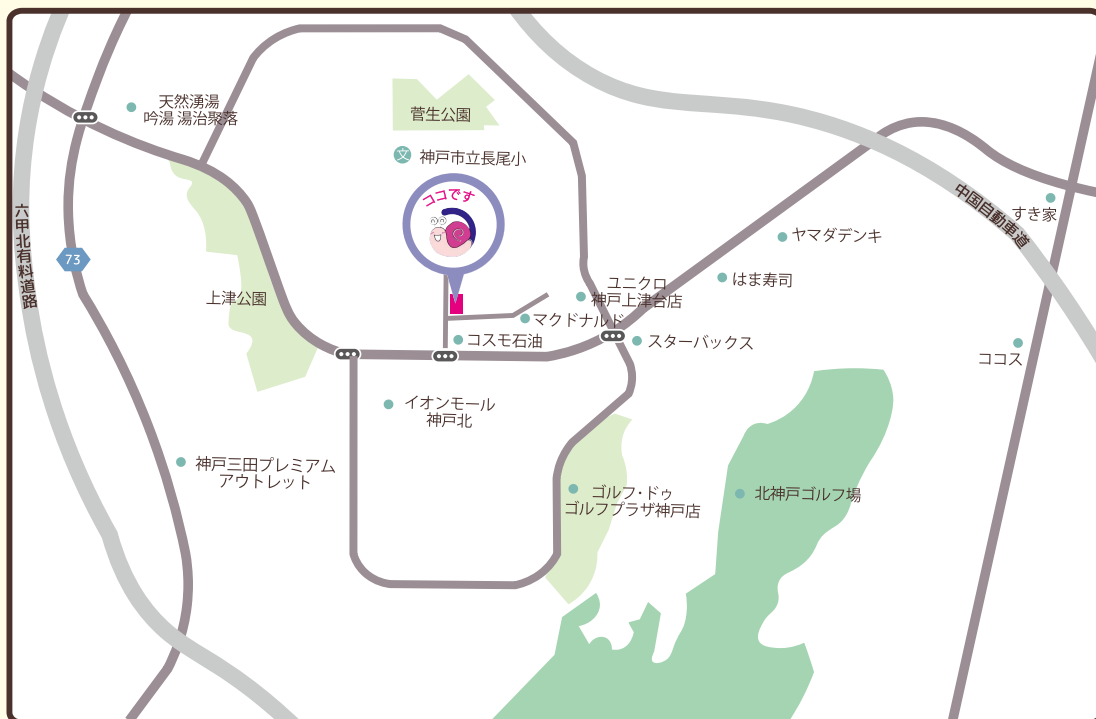 天然湧湯
吟湯 湯治聚落
菅生公園
文
神戸市立長尾小
ココです
六甲北有料道路
73
上津公園
中国自動車道
すき家
ヤマダデンキ
はま寿司
ユニクロ
神戸上津台店
マクドナルド
コスモ石油
スターバックス
ココス
イオンモール
神戸北
神戸三田プレミアム
アウトレット
ゴルフ・ドゥ
ゴルフプラザ神戸店
北神戸ゴルフ場